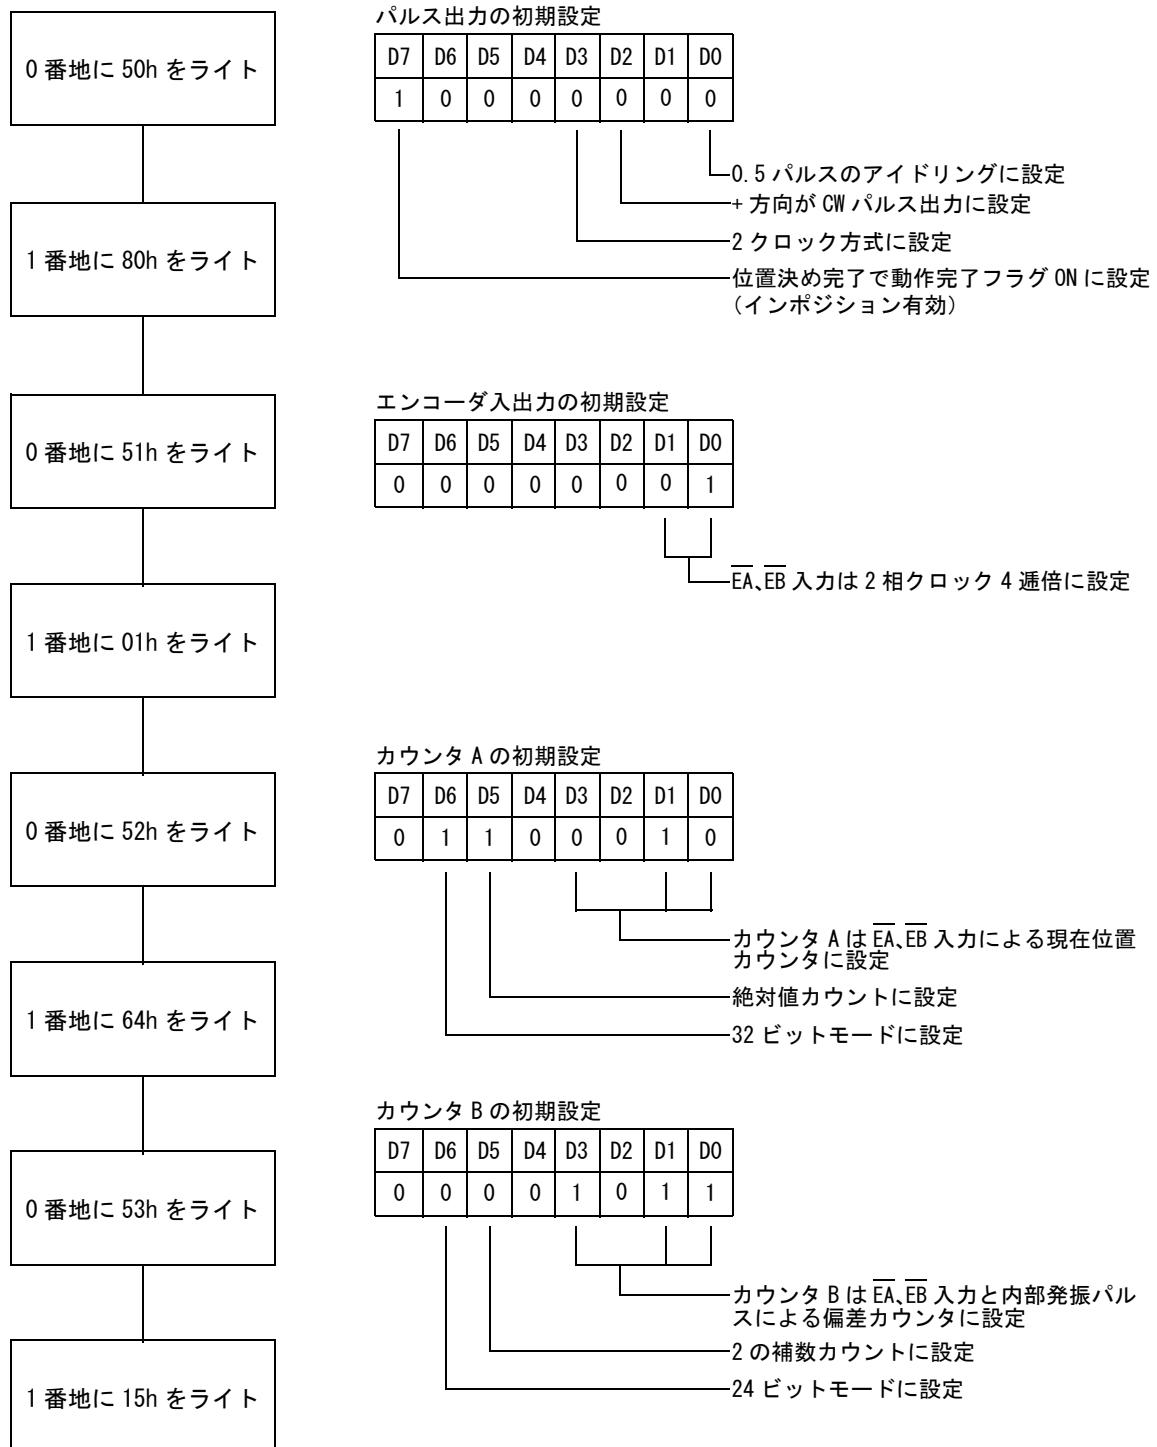 0 番地に 50h をライト
1 番地に 80h をライト
0 番地に 51h をライト
1 番地に 01h をライト
0 番地に 52h をライト
1 番地に 64h をライト
0 番地に 53h をライト
1 番地に 15h をライト
パルス出力の初期設定
D7 D6 D5 D4 D3 D2 D1 D0
1 0 0 0 0 0 0 0
0.5 パルスのアイドリングに設定
+ 方向が CW パルス出力に設定
2 クロック方式に設定
位置決め完了で動作完了フラグ ON に設定
(インポジション有効)
エンコーダ入出力の初期設定
D7 D6 D5 D4 D3 D2 D1 D0
0 0 0 0 0 0 0 1
E̅A̅、E̅B̅ 入力は 2 相クロック 4 逓倍に設定
カウンタ A の初期設定
D7 D6 D5 D4 D3 D2 D1 D0
0 1 1 0 0 0 1 0
カウンタ A は E̅A̅、E̅B̅ 入力による現在位置
カウンタに設定
絶対値カウントに設定
32 ビットモードに設定
カウンタ B の初期設定
D7 D6 D5 D4 D3 D2 D1 D0
0 0 0 0 1 0 1 1
カウンタ B は E̅A̅、E̅B̅ 入力と内部発振パル
スによる偏差カウンタに設定
2 の補数カウントに設定
24 ビットモードに設定